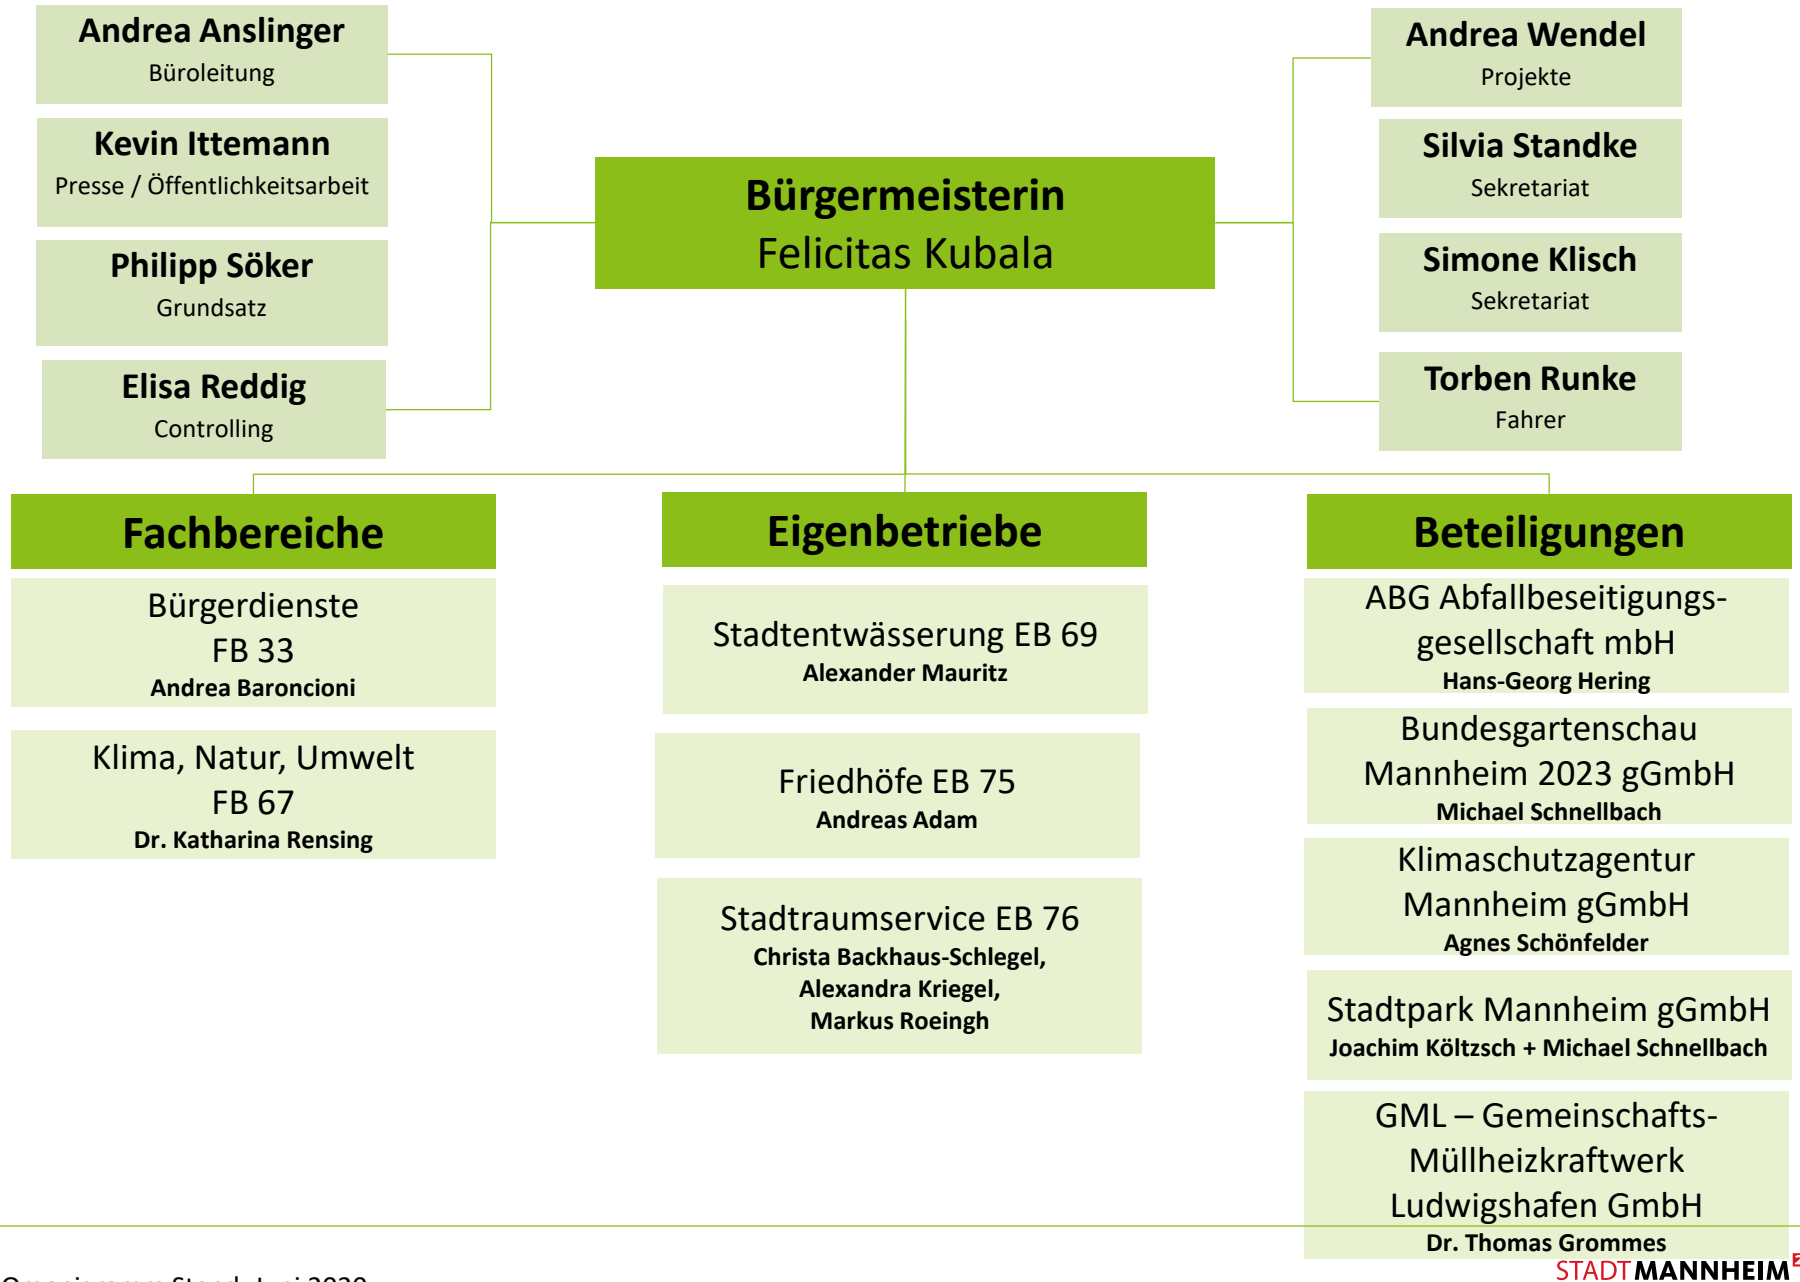 Andrea Anslinger
Büroleitung
Kevin Ittemann
Presse / Öffentlichkeitsarbeit
Philipp Söker
Grundsatz
Elisa Reddig
Controlling
Bürgermeisterin
Felicitas Kubala
Andrea Wendel
Projekte
Silvia Standke
Sekretariat
Simone Klisch
Sekretariat
Torben Runke
Fahrer
Fachbereiche
Bürgerdienste
FB 33
Andrea Baroncioni
Klima, Natur, Umwelt
FB 67
Dr. Katharina Rensing
Eigenbetriebe
Stadtentwässerung EB 69
Alexander Mauritz
Friedhöfe EB 75
Andreas Adam
Stadtraumservice EB 76
Christa Backhaus-Schlegel,
Alexandra Kriegel,
Markus Roeingh
Beteiligungen
ABG Abfallbeseitigungs-
gesellschaft mbH
Hans-Georg Hering
Bundesgartenschau
Mannheim 2023 gGmbH
Michael Schnellbach
Klimaschutzagentur
Mannheim gGmbH
Agnes Schönfelder
Stadtpark Mannheim gGmbH
Joachim Költzsch + Michael Schnellbach
GML – Gemeinschafts-
Müllheizkraftwerk
Ludwigshafen GmbH
Dr. Thomas Grommes
STADTMANNHEIM